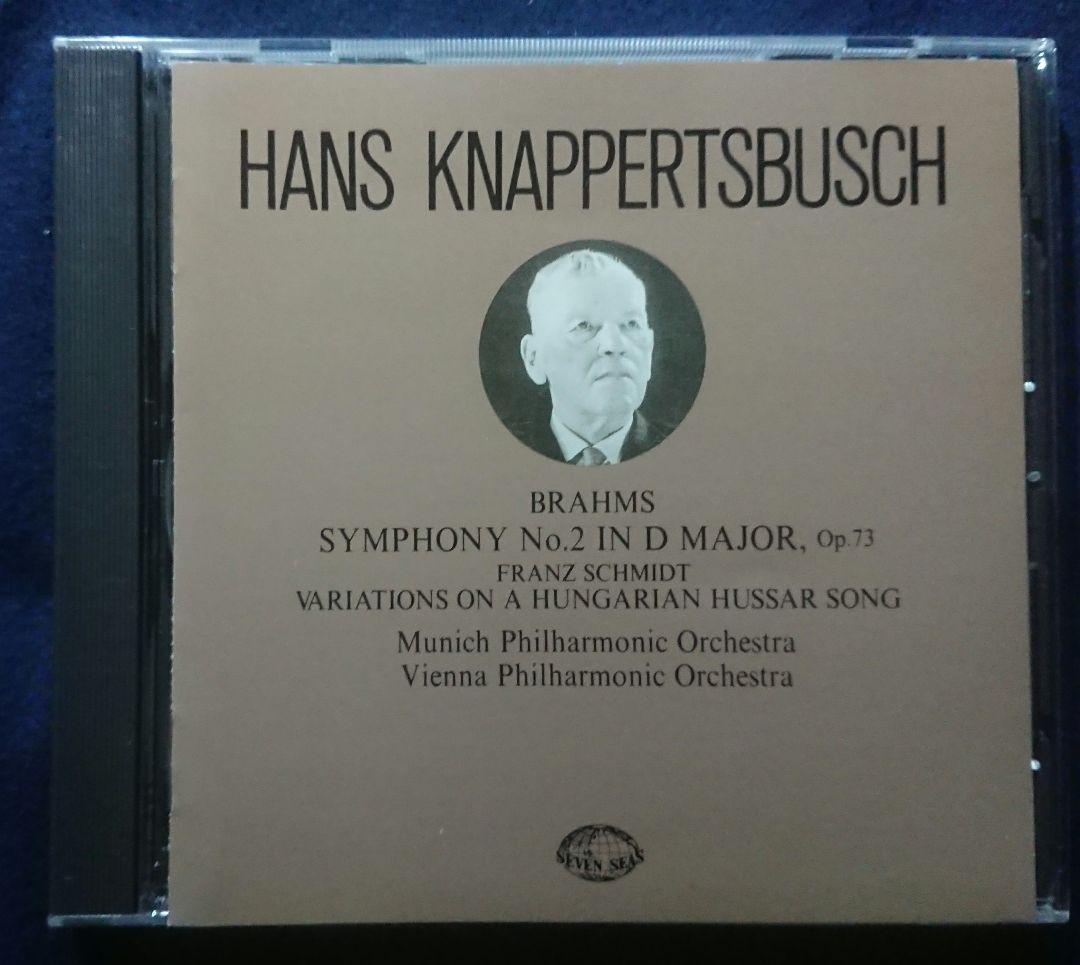 HANS KNAPPERTSBUSCH
BRAHMS
SYMPHONY No.2 IN D MAJOR, Op.73
FRANZ SCHMIDT
VARIATIONS ON A HUNGARIAN HUSSAR SONG
Munich Philharmonic Orchestra
Vienna Philharmonic Orchestra
SEVEN SEAS